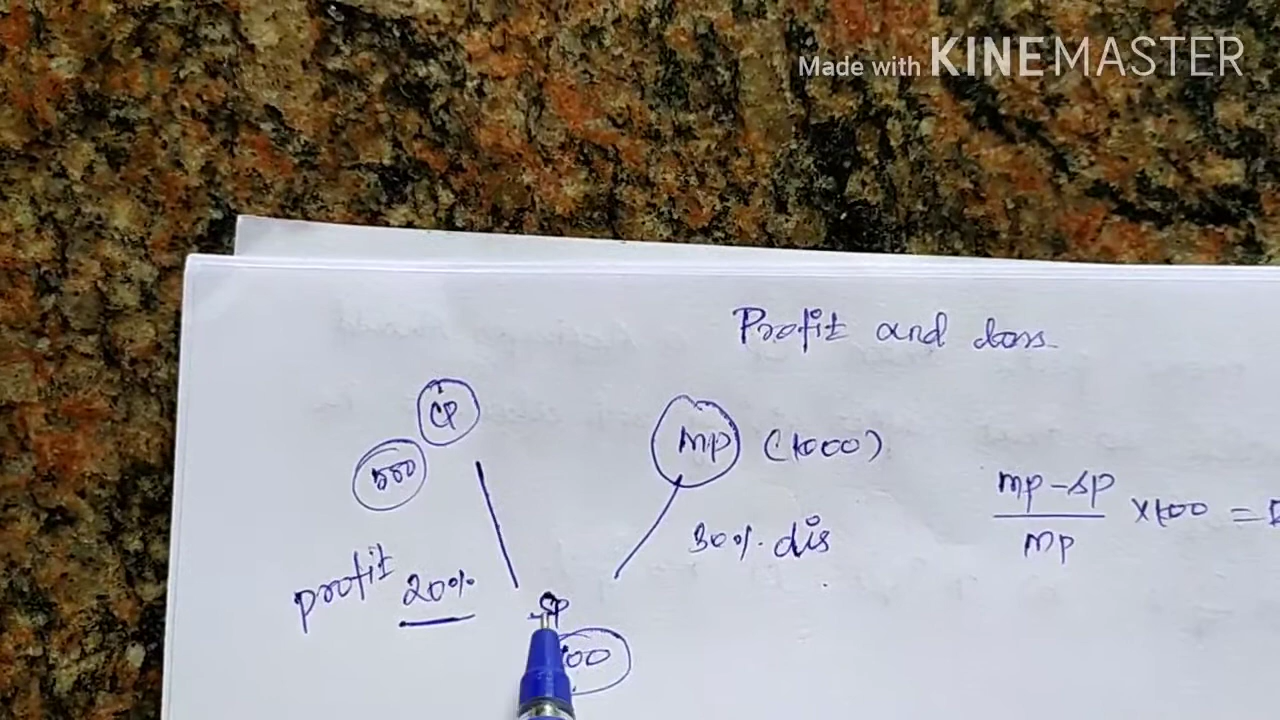 Made with KINEMASTER
Profit and loss
CP
mp (1000)
500
mp-sp
mp
x100 =
30%. dis
profit 20%
SP
00